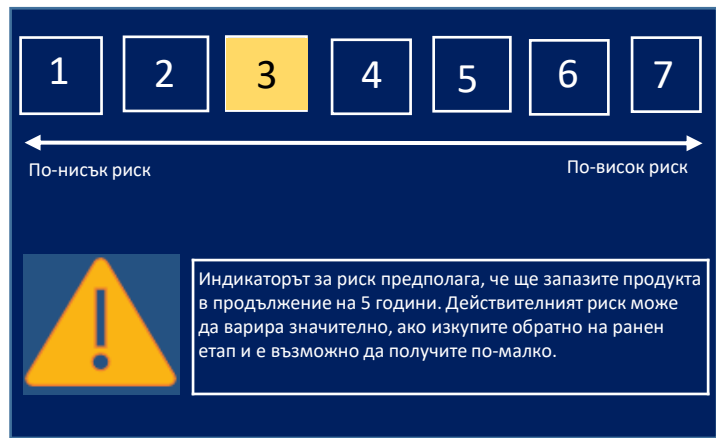 1 2 3 4 5 6 7
По-нисък риск По-висок риск
Индикаторът за риск предполага, че ще запазите продукта
в продължение на 5 години. Действителният риск може
да варира значително, ако изкупите обратно на ранен
етап и е възможно да получите по-малко.